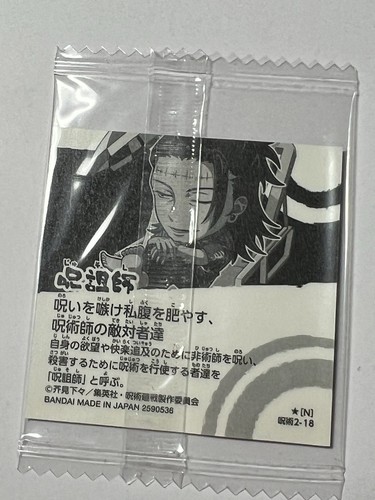 呪詛師
呪いを嗾け私腹を肥やす、
呪術師の敵対者達
自身の欲望や快楽追及のために非術師を呪い、
殺害するために呪術を行使する者達を
「呪詛師」と呼ぶ。
©芥見下々/集英社・呪術廻戦製作委員会
BANDAI MADE IN JAPAN 2590536
★[N]
呪術2-18